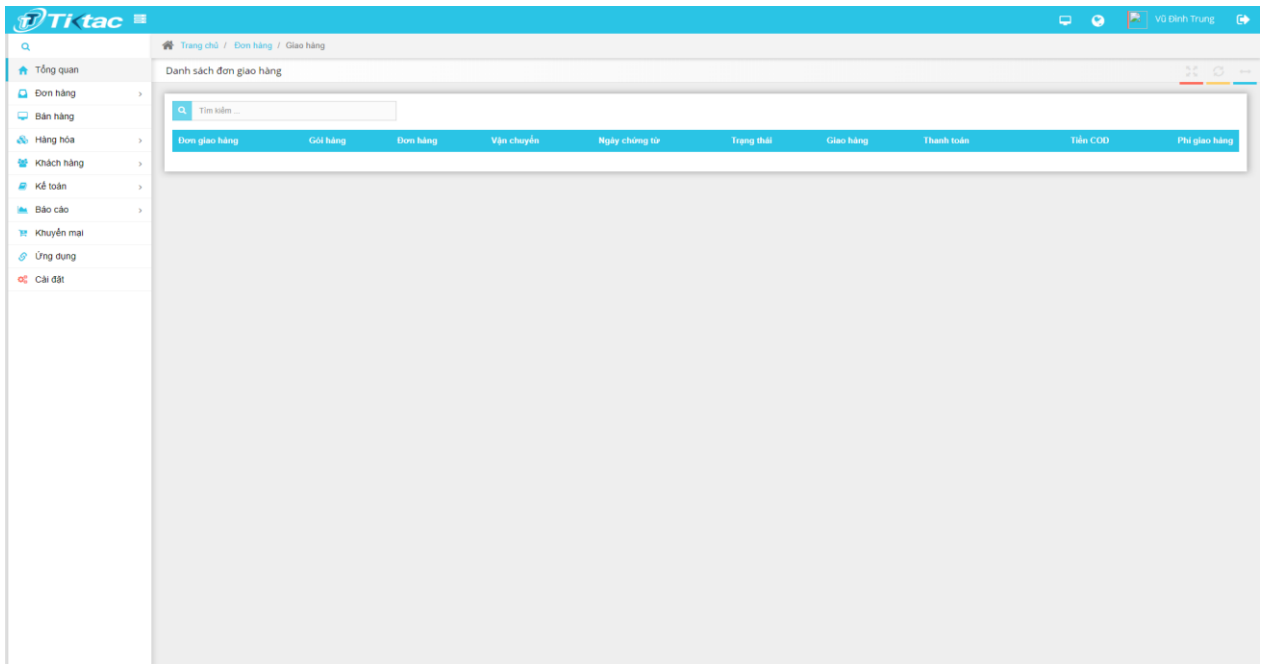 Tiktac
Vũ Đình Trung
Trang chủ / Đơn hàng / Giao hàng
Tổng quan
Đơn hàng
Bán hàng
Hàng hóa
Khách hàng
Kế toán
Báo cáo
Khuyến mại
Ứng dụng
Cài đặt
Danh sách đơn giao hàng
Tìm kiếm ...
Đơn giao hàng Gói hàng Đơn hàng Vận chuyển Ngày chứng từ Trạng thái Giao hàng Thanh toán Tiền COD Phí giao hàng